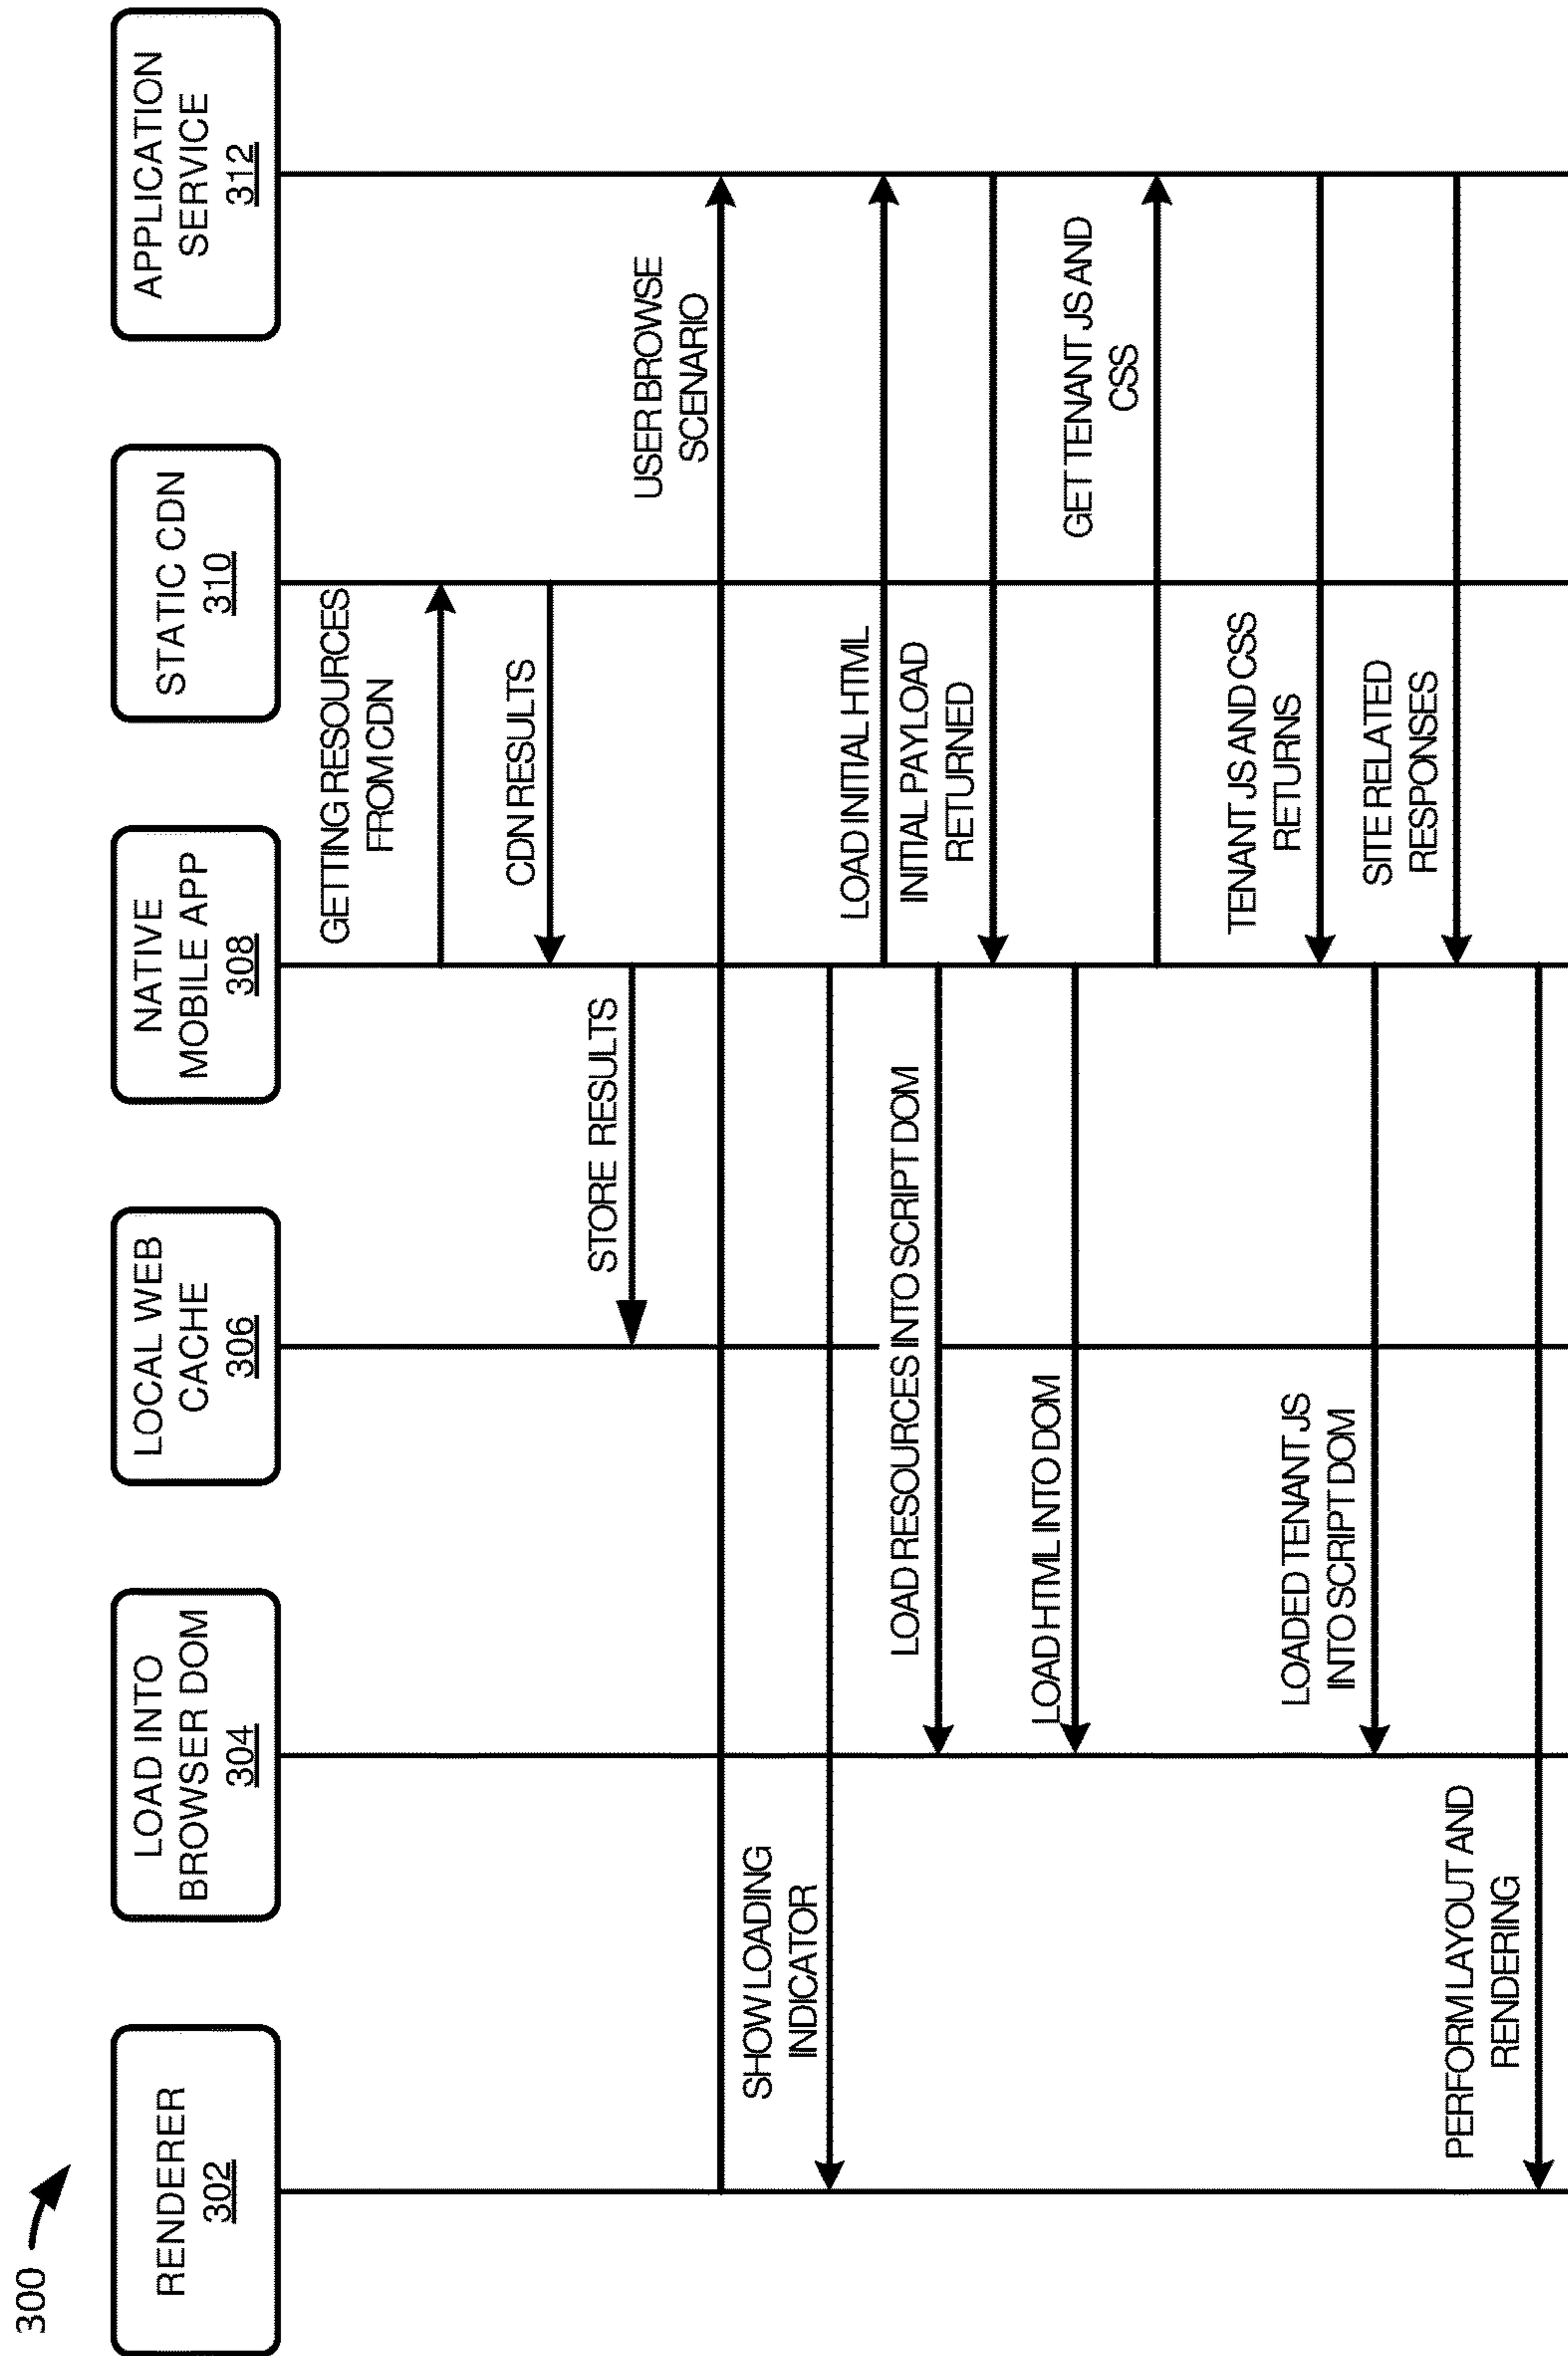 300
RENDERER
302
LOAD INTO
BROWSER DOM
304
LOCAL WEB
CACHE
306
NATIVE
MOBILE APP
308
STATIC CDN
310
APPLICATION
SERVICE
312
GETTING RESOURCES
FROM CDN
CDN RESULTS
STORE RESULTS
USER BROWSE
SCENARIO
SHOW LOADING
INDICATOR
LOAD INITIAL HTML
LOAD RESOURCES INTO SCRIPT DOM
INITIAL PAYLOAD
RETURNED
LOAD HTML INTO DOM
GET TENANT JS AND
CSS
TENANT JS AND CSS
RETURNS
LOADED TENANT JS
INTO SCRIPT DOM
SITE RELATED
RESPONSES
PERFORM LAYOUT AND
RENDERING